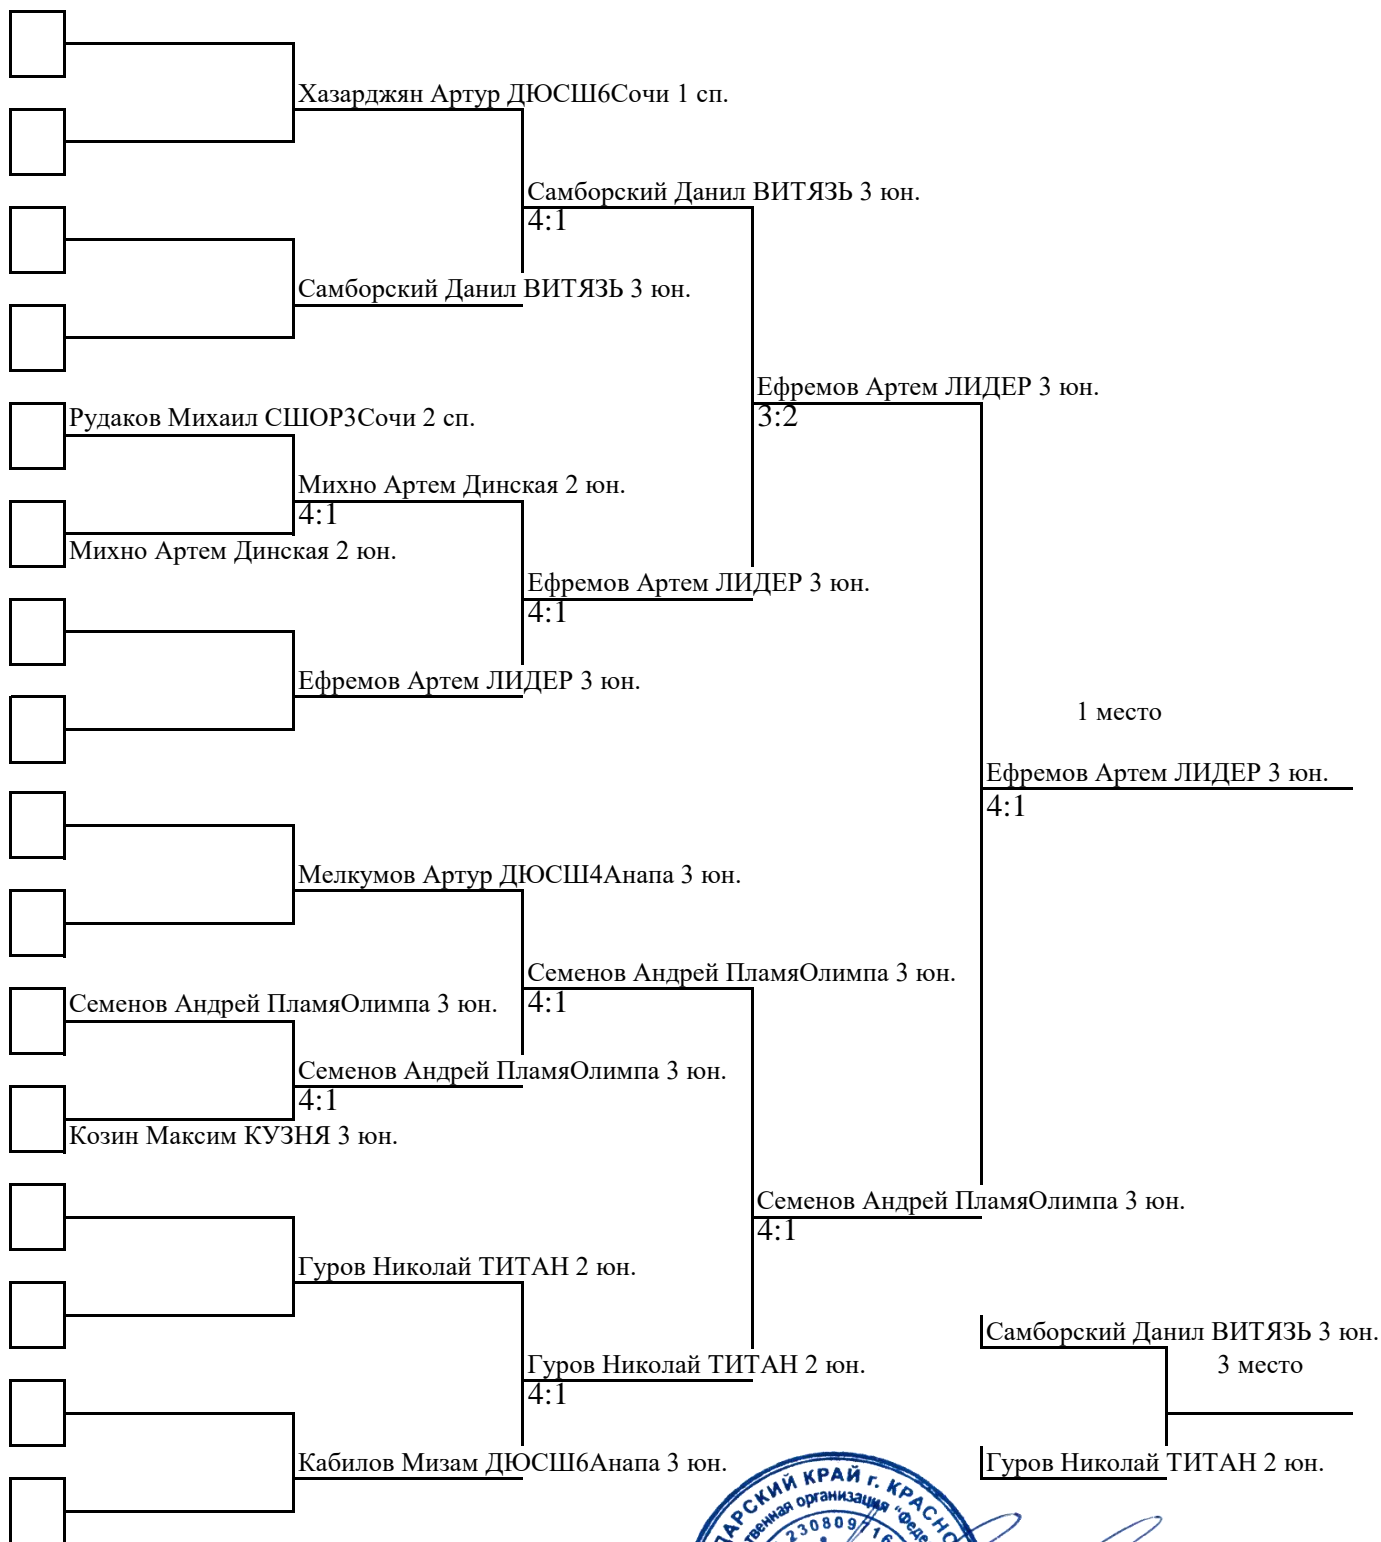 Хазарджян Артур ДЮСШ6Сочи 1 сп.
Самборский Данил ВИТЯЗЬ 3 юн.
4:1
Самборский Данил ВИТЯЗЬ 3 юн.
Ефремов Артем ЛИДЕР 3 юн.
3:2
Рудаков Михаил СШОР3Сочи 2 сп.
Михно Артем Динская 2 юн.
4:1
Михно Артем Динская 2 юн.
Ефремов Артем ЛИДЕР 3 юн.
4:1
Ефремов Артем ЛИДЕР 3 юн.
1 место
Ефремов Артем ЛИДЕР 3 юн.
4:1
Мелкумов Артур ДЮСШ4Анапа 3 юн.
Семенов Андрей ПламяОлимпа 3 юн.
4:1
Семенов Андрей ПламяОлимпа 3 юн.
Семенов Андрей ПламяОлимпа 3 юн.
4:1
Козин Максим КУЗНЯ 3 юн.
Семенов Андрей ПламяОлимпа 3 юн.
4:1
Гуров Николай ТИТАН 2 юн.
Самборский Данил ВИТЯЗЬ 3 юн.
3 место
Гуров Николай ТИТАН 2 юн.
4:1
Кабилов Мизам ДЮСШ6Анапа 3 юн.
Гуров Николай ТИТАН 2 юн.
КРАЙ г.
организация